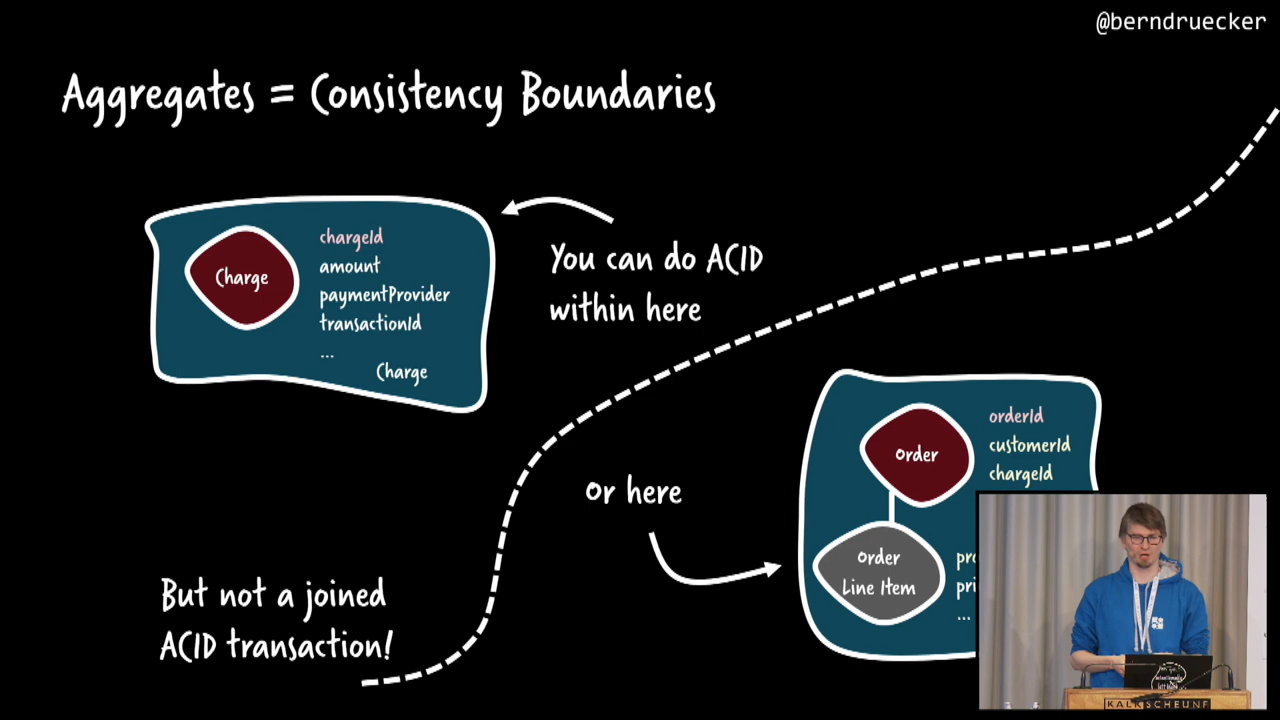 @berndruecker
Aggregates = Consistency Boundaries
Charge
chargeId
amount
paymentProvider
transactionId
...
Charge
You can do ACID
within here
Or here
Order
orderId
customerId
chargeId
Order
Line Item
...
But not a joined
ACID transaction!
KALKSCHEUNE